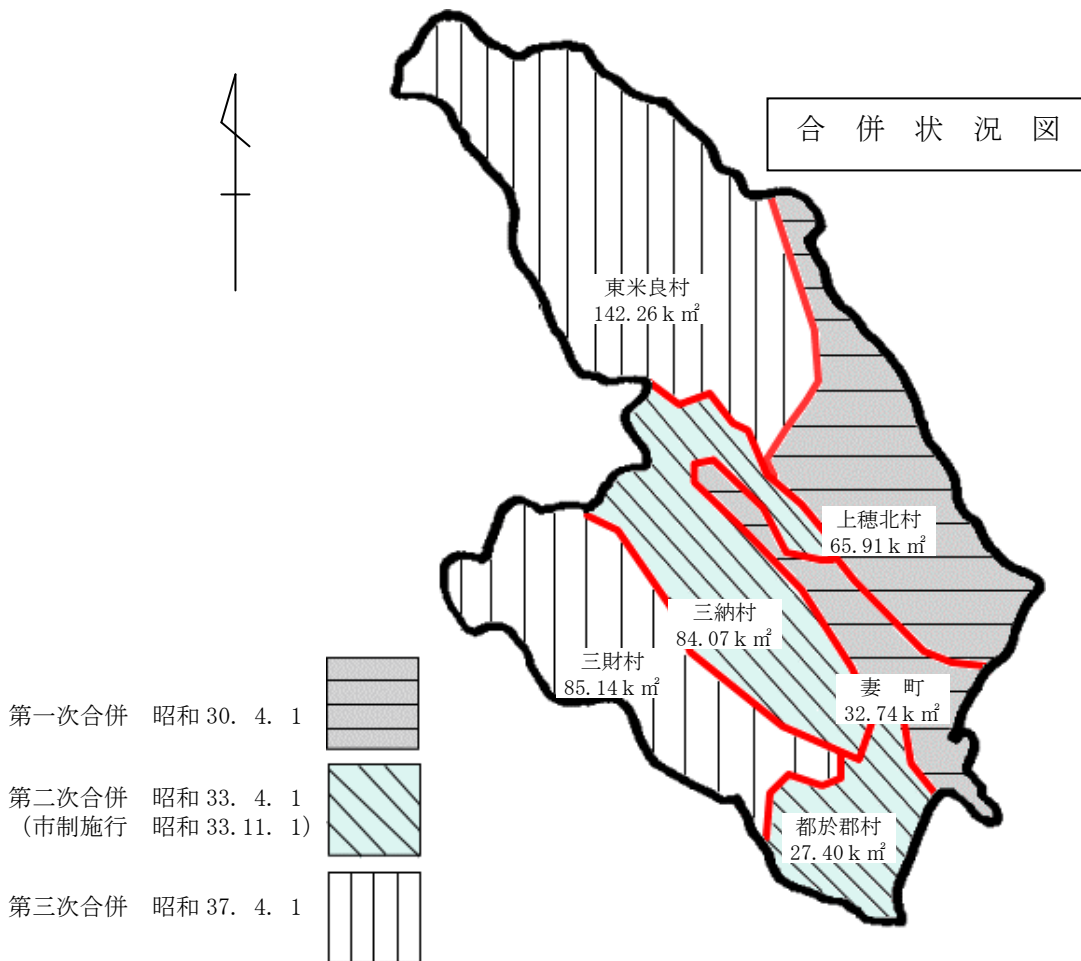 合 併 状 況 図
東米良村
142.26ｋ㎡
上穂北村
65.91ｋ㎡
三納村
84.07ｋ㎡
三財村
85.14ｋ㎡
妻 町
32.74ｋ㎡
都於郡村
27.40ｋ㎡
第一次合併 昭和 30. 4. 1
第二次合併 昭和 33. 4. 1
（市制施行 昭和 33.11. 1）
第三次合併 昭和 37. 4. 1